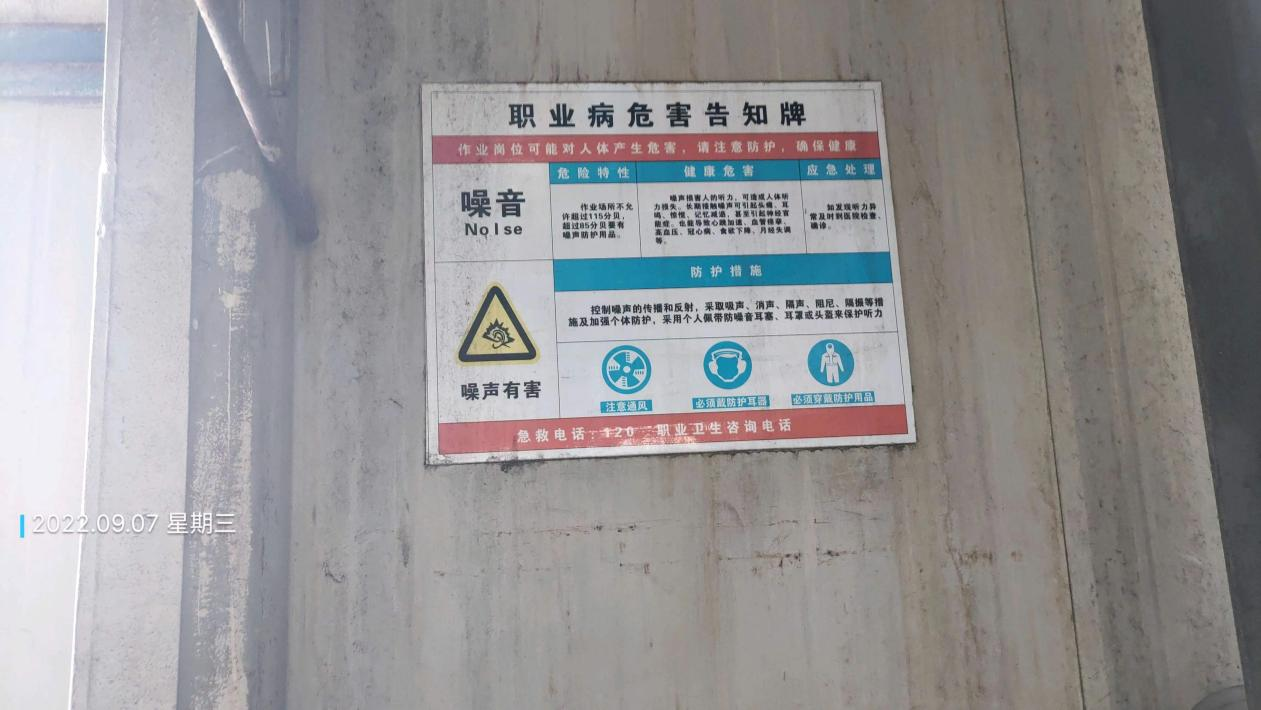 职业病危害告知牌
作业岗位可能对人体产生危害，请注意防护，确保健康
噪音
NoIse
危险特性
作业场所不允
许超过115分贝，
超过85分贝要有
噪声防护用品。
健康危害
噪声损害人的听力，可造成人体听
力损失。长期接触噪声可引起头痛、耳
鸣、惊慌、记忆减退，甚至引起神经官
能症。也能导致心跳加速、血管痉挛、
高血压、冠心病、食欲下降、月经失调
等。
应急处理
如发现听力异
常及时到医院检查、
确诊。
噪声有害
防护措施
控制噪声的传播和反射，采取吸声、消声、隔声、阻尼、隔振等措
施及加强个体防护，采用个人佩带防噪音耳塞、耳罩或头盔来保护听力
注意通风
必须戴防护耳器
必须穿戴防护用品
急救电话：120 职业卫生咨询电话
2022.09.07 星期三